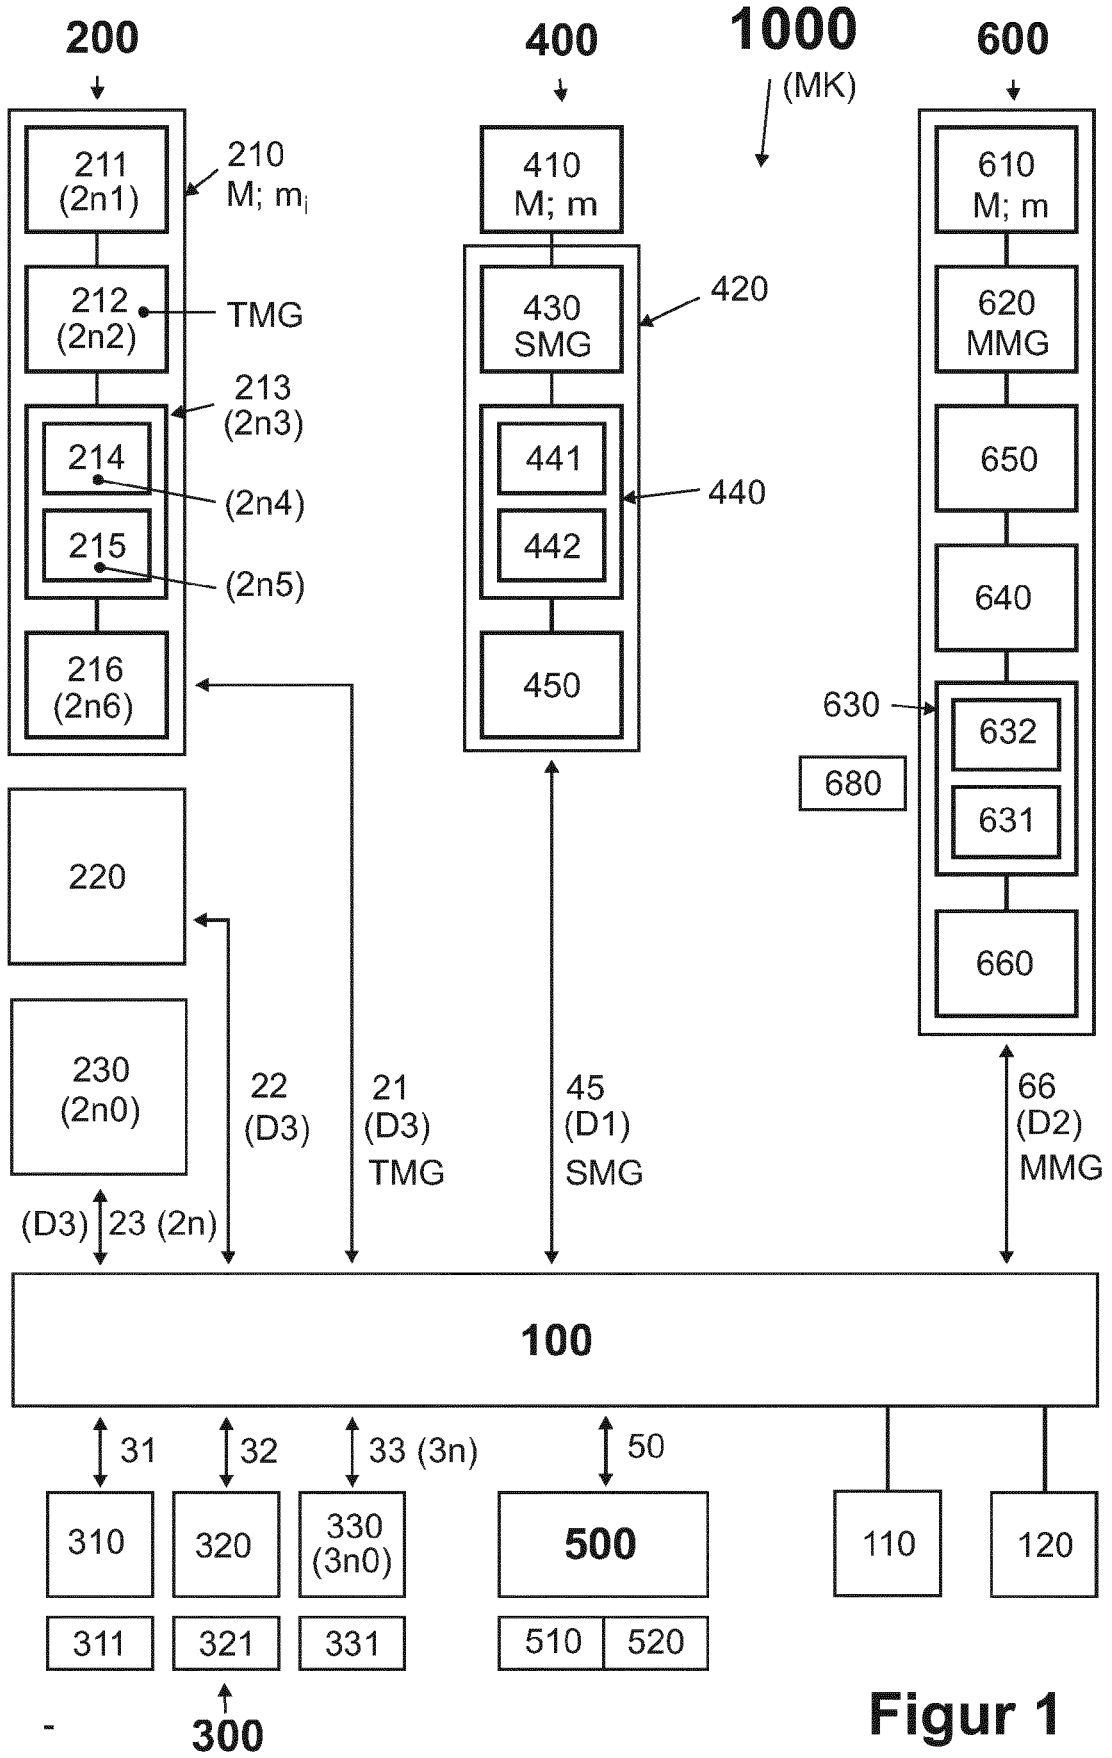 200
400
1000
(MK)
600
211
(2n1)
210
M; mi
212
(2n2)
TMG
213
(2n3)
214
(2n4)
215
(2n5)
216
(2n6)
220
230
(2n0)
410
M; m
430
SMG
420
441
440
442
450
610
M; m
620
MMG
650
640
630
632
680
631
660
22
(D3)
21
(D3)
TMG
45
(D1)
SMG
66
(D2)
MMG
(D3)
23 (2n)
100
31
32
33 (3n)
50
310
320
330
(3n0)
500
110
120
311
321
331
510
520
300
-
Figur 1